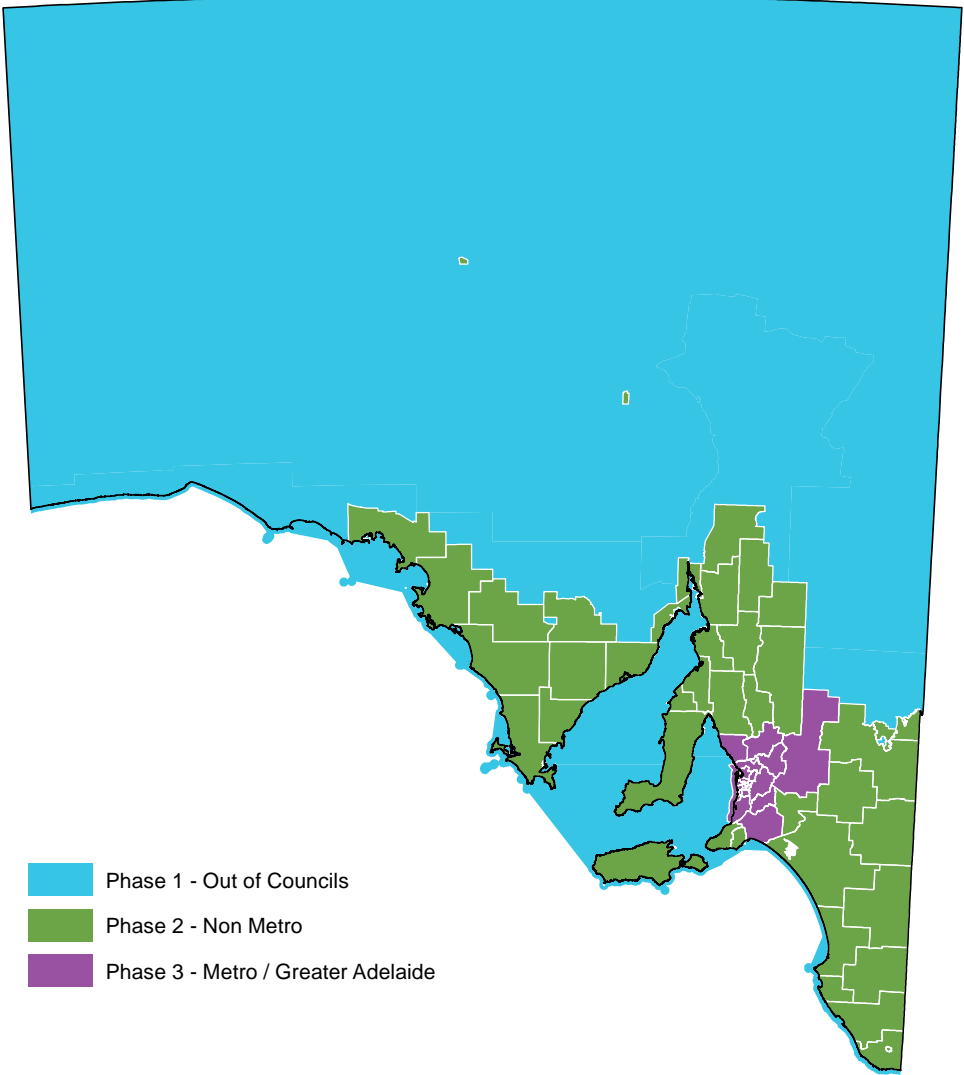 Phase 1 - Out of Councils
Phase 2 - Non Metro
Phase 3 - Metro / Greater Adelaide